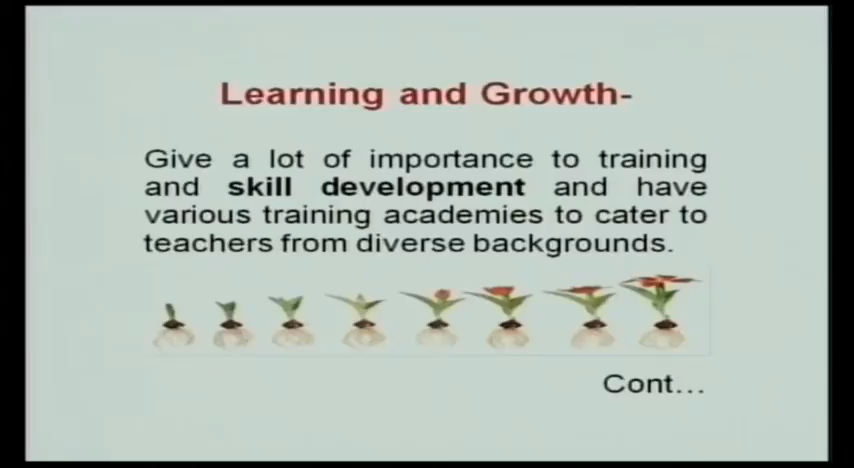 Learning and Growth-
Give a lot of importance to training
and skill development and have
various training academies to cater to
teachers from diverse backgrounds.
Cont...